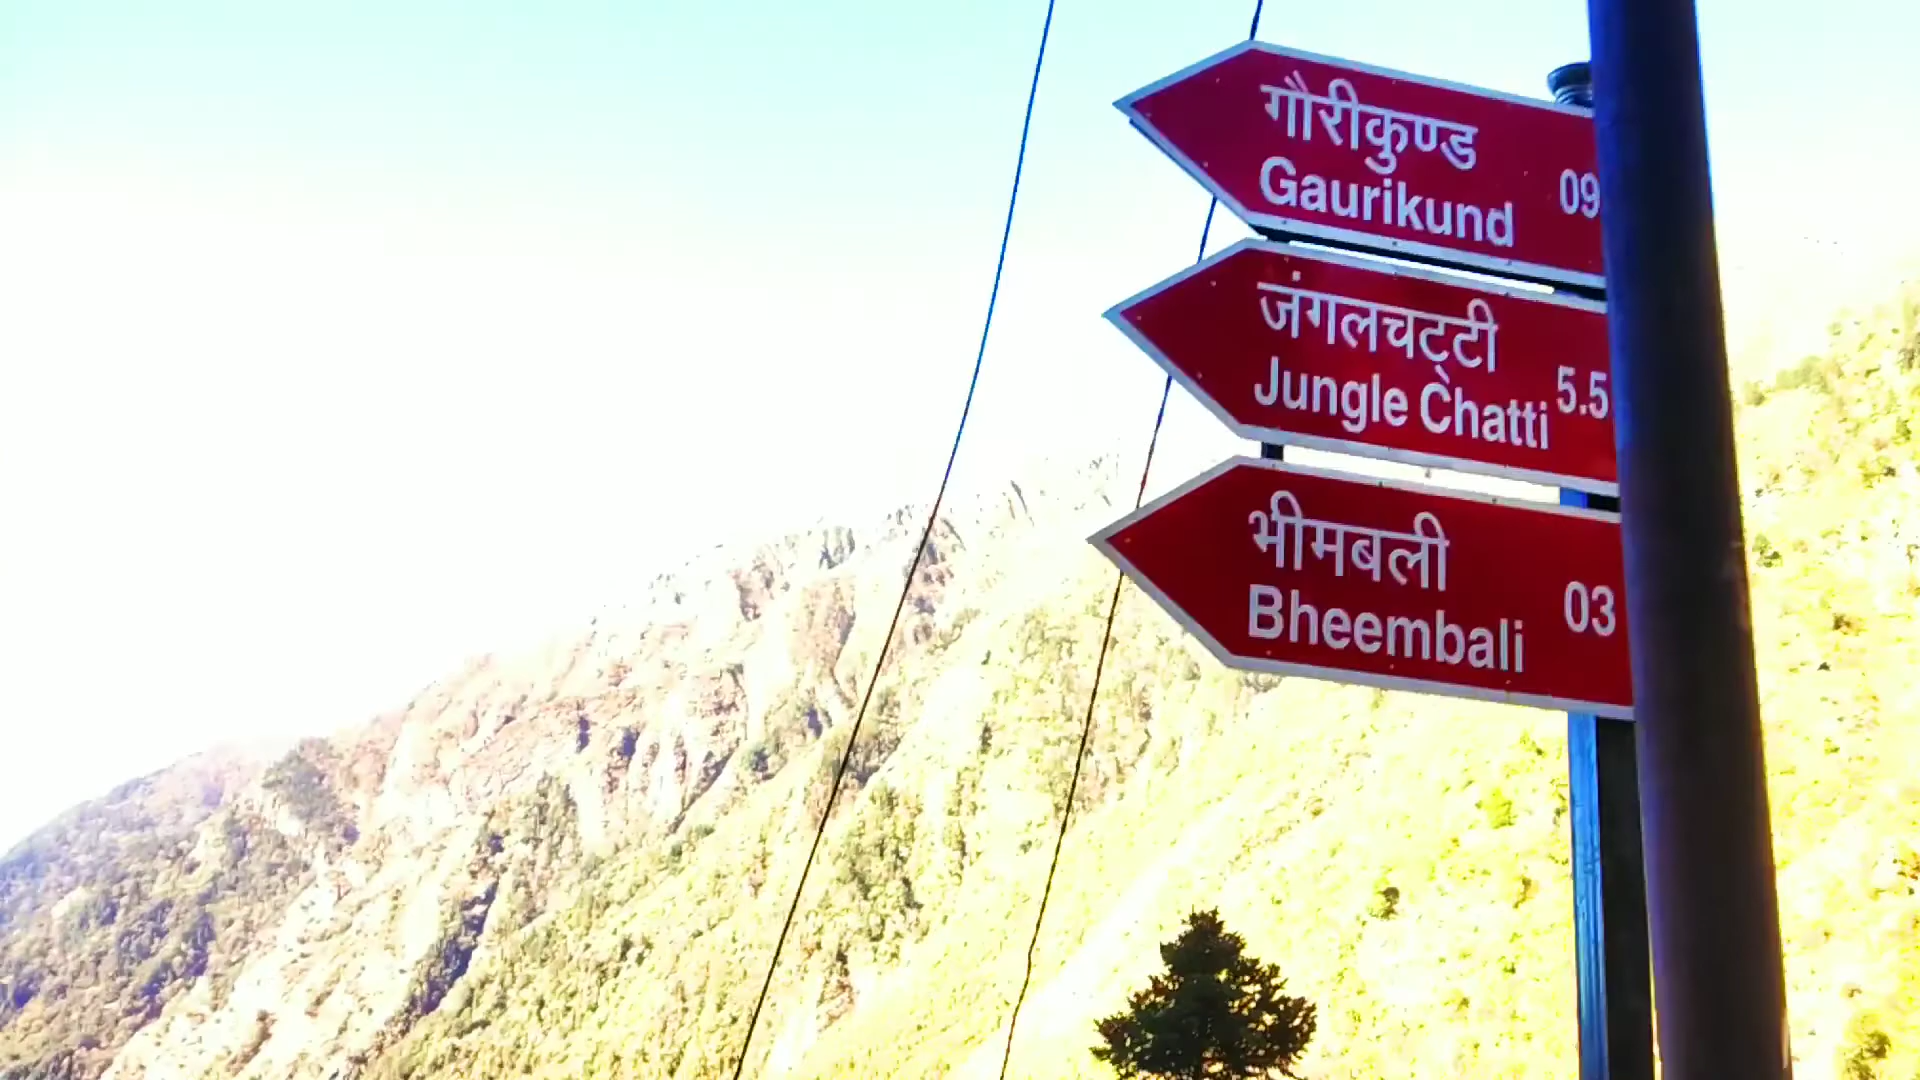 गौरीकुण्ड
Gaurikund 09
जंगलचट्टी
Jungle Chatti 5.5
भीमबली
Bheembali 03